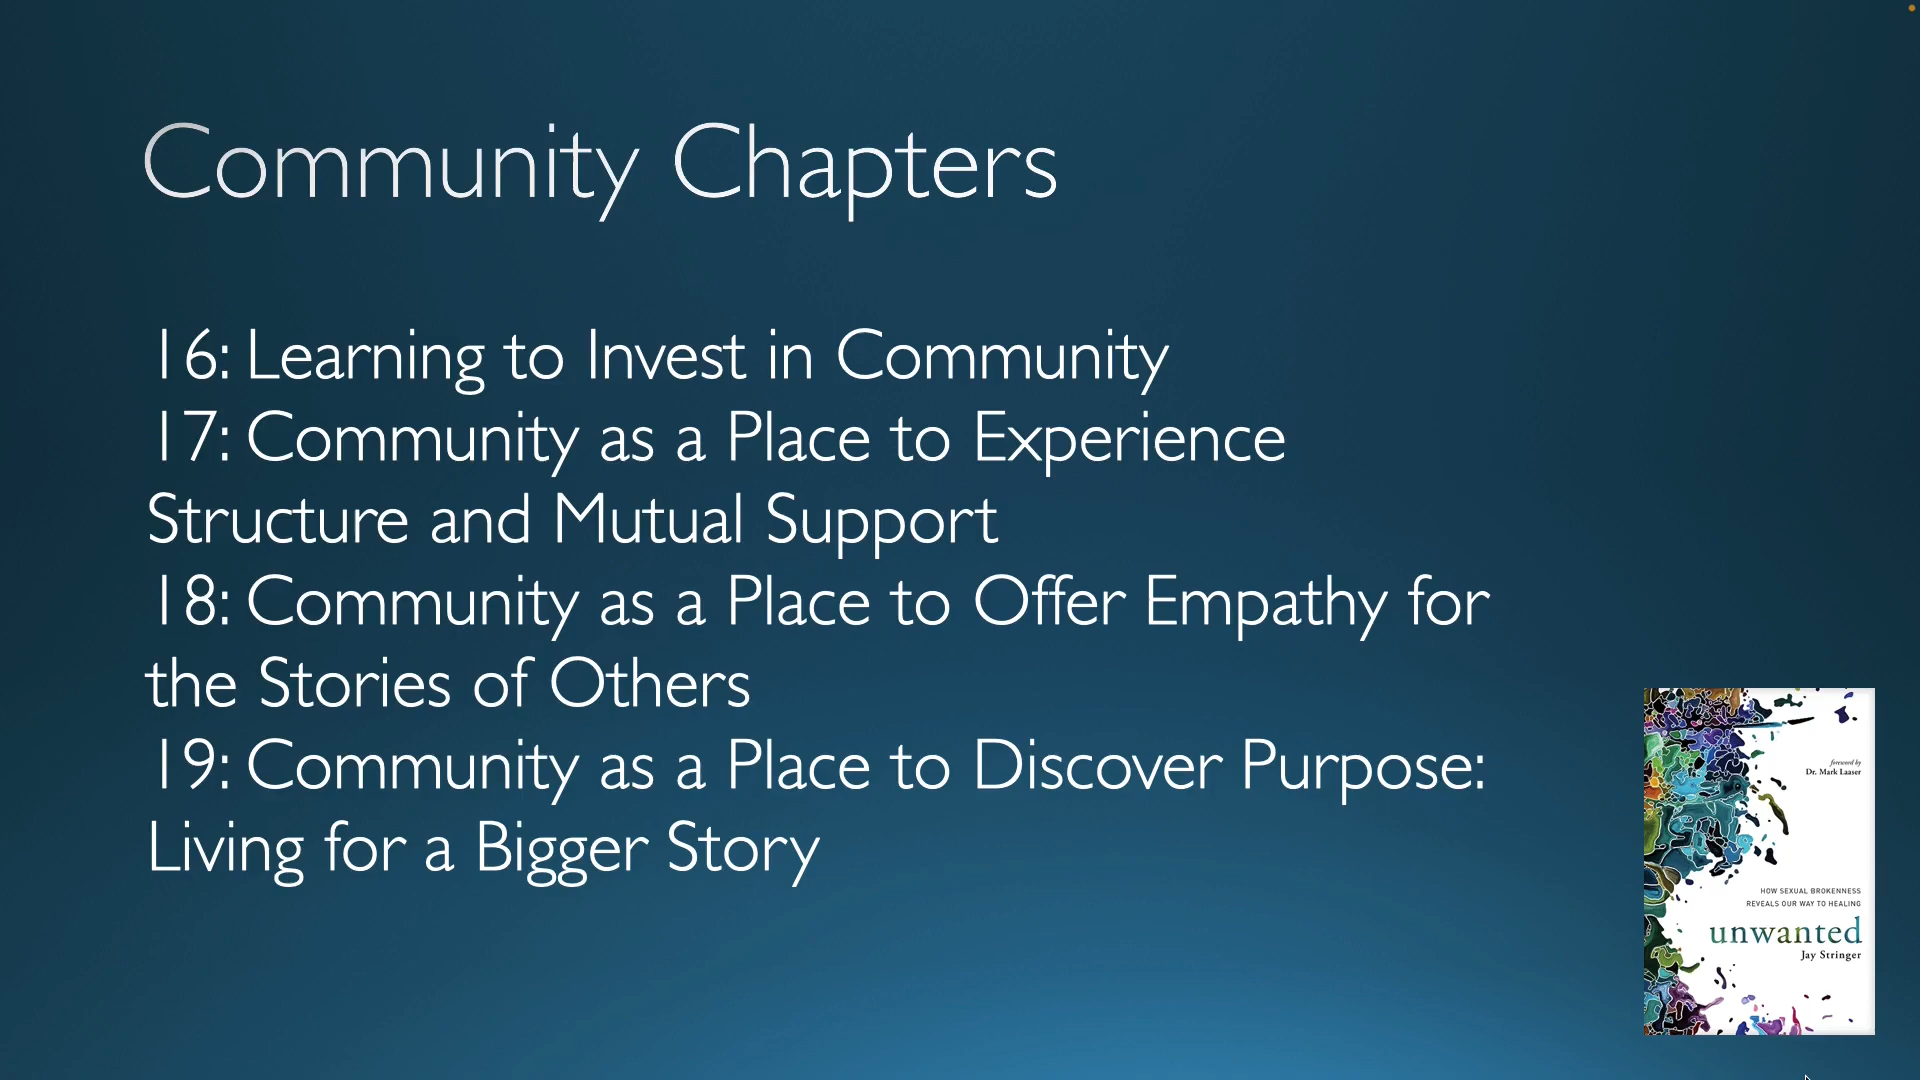 Community Chapters
16: Learning to Invest in Community
17: Community as a Place to Experience
Structure and Mutual Support
18: Community as a Place to Offer Empathy for
the Stories of Others
19: Community as a Place to Discover Purpose:
Living for a Bigger Story
foreword by
Dr. Mark Laaser
HOW SEXUAL BROKENNESS
REVEALS OUR WAY TO HEALING
unwanted
Jay Stringer